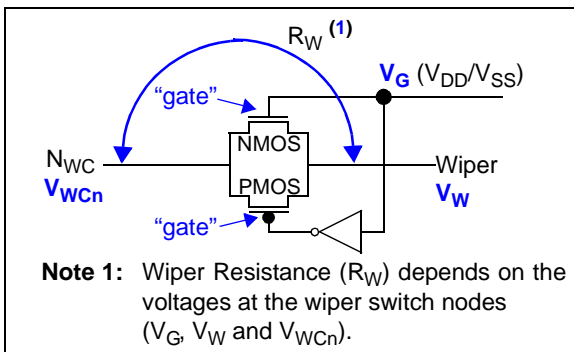 R_W (1)
V_G (V_DD/V_SS)
"gate"
NMOS
N_WC
V_WCn
Wiper
V_W
PMOS
"gate"
Note 1: Wiper Resistance (R_W) depends on the
voltages at the wiper switch nodes
(V_G, V_W and V_WCn).